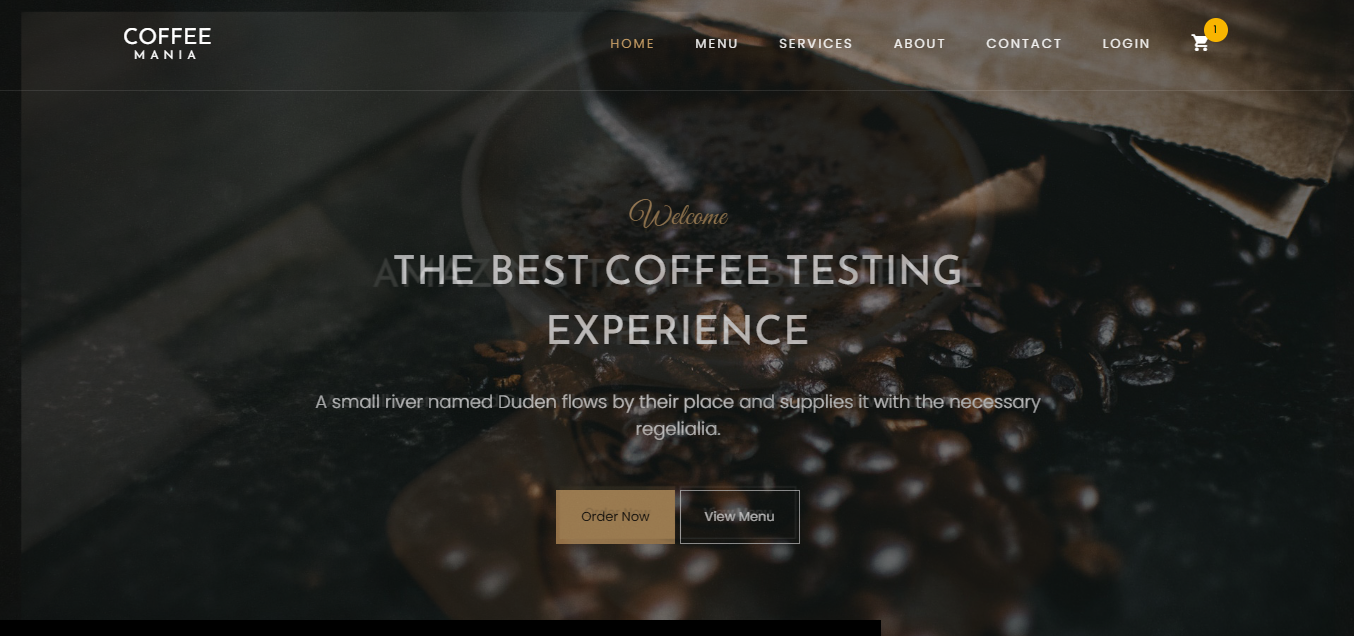 COFFEE
MANIA
HOME MENU SERVICES ABOUT CONTACT LOGIN 1
Welcome
THE BEST COFFEE TESTING
EXPERIENCE
A small river named Duden flows by their place and supplies it with the necessary
regelialia.
Order Now View Menu